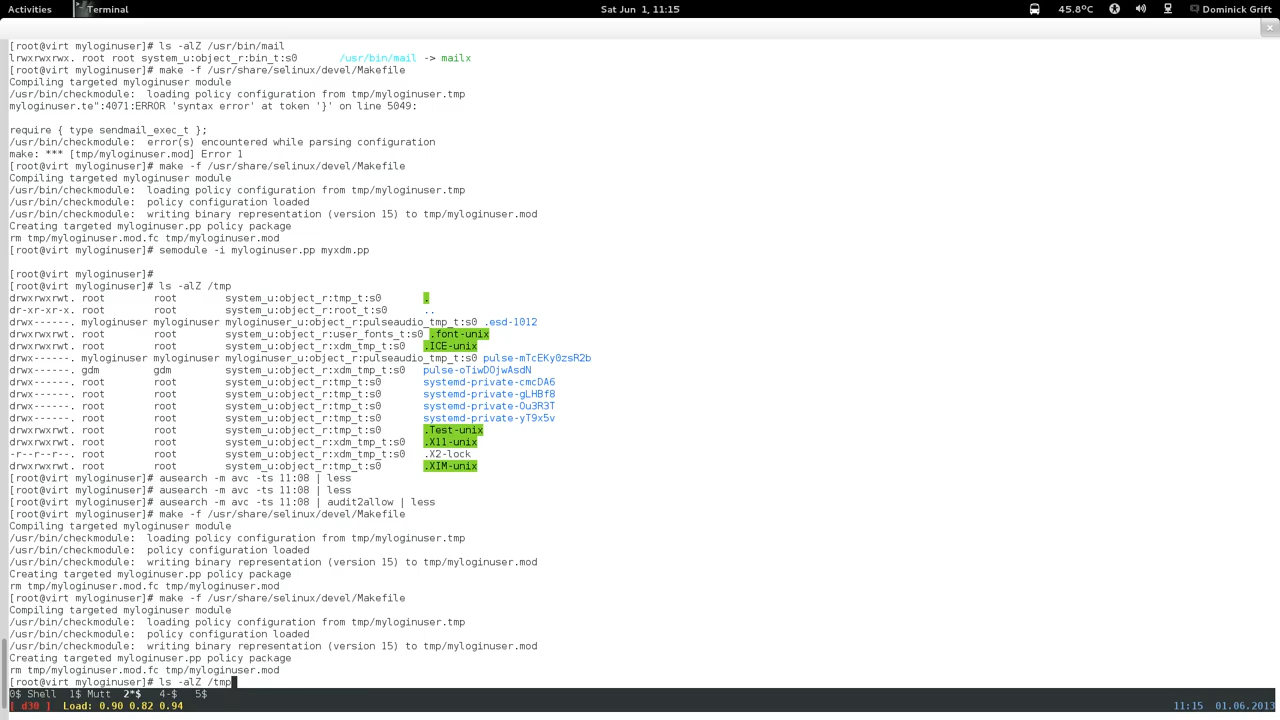 Activities Terminal Sat Jun 1, 11:15 45.8°C Dominick Grift
[root@virt myloginuser]# ls -alZ /usr/bin/mail
lrwxrwxrwx. root root system_u:object_r:bin_t:s0       /usr/bin/mail -> mailx
[root@virt myloginuser]# make -f /usr/share/selinux/devel/Makefile
Compiling targeted myloginuser module
/usr/bin/checkmodule:  loading policy configuration from tmp/myloginuser.tmp
myloginuser.te":4071:ERROR 'syntax error' at token '}' on line 5049:
require { type sendmail_exec_t };
/usr/bin/checkmodule:  error(s) encountered while parsing configuration
make: *** [tmp/myloginuser.mod] Error 1
[root@virt myloginuser]# make -f /usr/share/selinux/devel/Makefile
Compiling targeted myloginuser module
/usr/bin/checkmodule:  loading policy configuration from tmp/myloginuser.tmp
/usr/bin/checkmodule:  policy configuration loaded
/usr/bin/checkmodule:  writing binary representation (version 15) to tmp/myloginuser.mod
Creating targeted myloginuser.pp policy package
rm tmp/myloginuser.mod.fc tmp/myloginuser.mod
[root@virt myloginuser]# semodule -i myloginuser.pp myxdm.pp
[root@virt myloginuser]#
[root@virt myloginuser]# ls -alZ /tmp
drwxrwxrwt. root        root        system_u:object_r:tmp_t:s0       .
dr-xr-xr-x. root        root        system_u:object_r:root_t:s0      ..
drwx------. myloginuser myloginuser myloginuser_u:object_r:pulseaudio_tmp_t:s0 .esd-1012
drwxrwxrwt. root        root        system_u:object_r:user_fonts_t:s0 .font-unix
drwxrwxrwt. root        root        system_u:object_r:xdm_tmp_t:s0   .ICE-unix
drwx------. myloginuser myloginuser myloginuser_u:object_r:pulseaudio_tmp_t:s0 pulse-mTcEKy0zsR2b
drwx------. gdm         gdm         system_u:object_r:xdm_tmp_t:s0   pulse-oTiwDOjwAsdN
drwx------. root        root        system_u:object_r:tmp_t:s0       systemd-private-cmcDA6
drwx------. root        root        system_u:object_r:tmp_t:s0       systemd-private-gLHBf8
drwx------. root        root        system_u:object_r:tmp_t:s0       systemd-private-Ou3R3T
drwx------. root        root        system_u:object_r:tmp_t:s0       systemd-private-yT9x5v
drwxrwxrwt. root        root        system_u:object_r:tmp_t:s0       .Test-unix
drwxrwxrwt. root        root        system_u:object_r:xdm_tmp_t:s0   .X11-unix
-r--r--r--. root        root        system_u:object_r:xdm_tmp_t:s0   .X2-lock
drwxrwxrwt. root        root        system_u:object_r:tmp_t:s0       .XIM-unix
[root@virt myloginuser]# ausearch -m avc -ts 11:08 | less
[root@virt myloginuser]# ausearch -m avc -ts 11:08 | less
[root@virt myloginuser]# ausearch -m avc -ts 11:08 | audit2allow | less
[root@virt myloginuser]# make -f /usr/share/selinux/devel/Makefile
Compiling targeted myloginuser module
/usr/bin/checkmodule:  loading policy configuration from tmp/myloginuser.tmp
/usr/bin/checkmodule:  policy configuration loaded
/usr/bin/checkmodule:  writing binary representation (version 15) to tmp/myloginuser.mod
Creating targeted myloginuser.pp policy package
rm tmp/myloginuser.mod.fc tmp/myloginuser.mod
[root@virt myloginuser]# make -f /usr/share/selinux/devel/Makefile
Compiling targeted myloginuser module
/usr/bin/checkmodule:  loading policy configuration from tmp/myloginuser.tmp
/usr/bin/checkmodule:  policy configuration loaded
/usr/bin/checkmodule:  writing binary representation (version 15) to tmp/myloginuser.mod
Creating targeted myloginuser.pp policy package
rm tmp/myloginuser.mod.fc tmp/myloginuser.mod
[root@virt myloginuser]# ls -alZ /tmp
0$ Shell  1$ Mutt  2*$  4-$  5$
[ d30 ]  Load: 0.90 0.82 0.94 11:15 01.06.2013